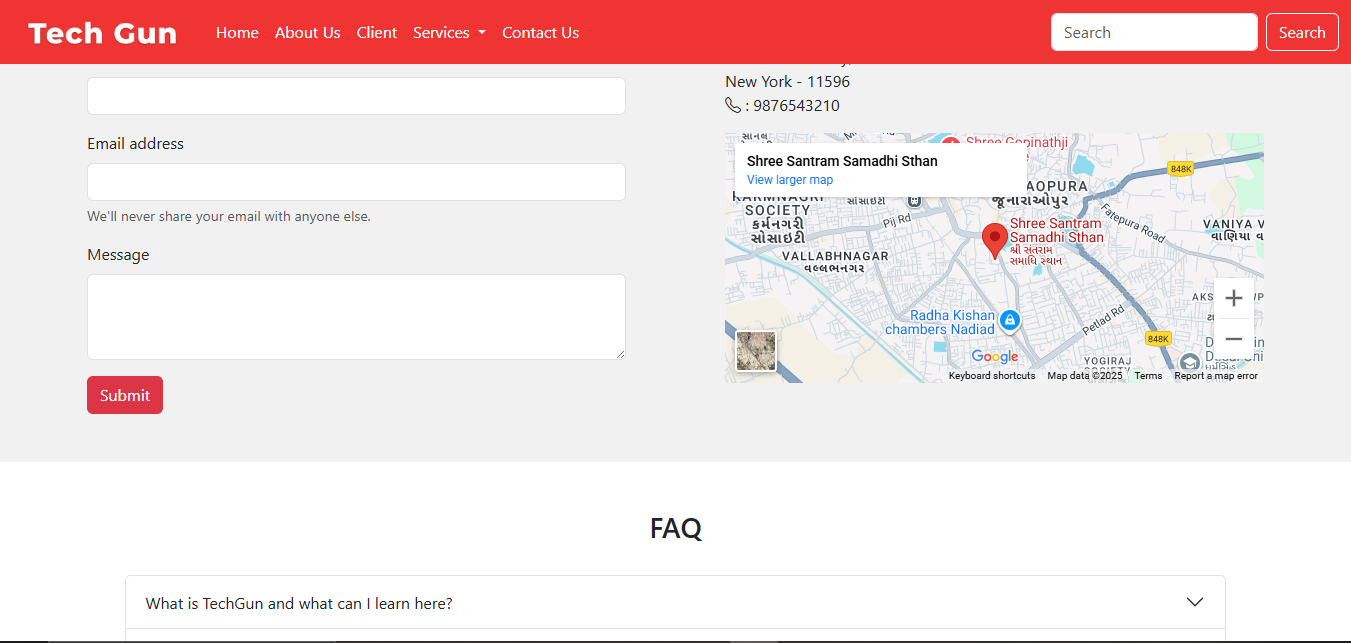 Tech Gun
Home
About Us
Client
Services
Contact Us
Search
Search
Email address
We'll never share your email with anyone else.
Message
Submit
New York - 11596
: 9876543210
Shree Gopinathji
Shree Santram Samadhi Sthan
View larger map
848K
KARMNAGRI
SOCIETY
કર્મનગરી
સોસાઇટી
Pij Rd
Fatepura Road
Shree Santram
Samadhi Sthan
શ્રી સંતરામ
સમાધિ સ્થાન
VANIYA V
VALLABHNAGAR
વલ્લભનગર
Radha Kishan
chambers Nadiad
Petlad Rd
848K
YOGIRAJ
SOCIETY
Google
Keyboard shortcuts
Map data ©2025
Terms
Report a map error
FAQ
What is TechGun and what can I learn here?